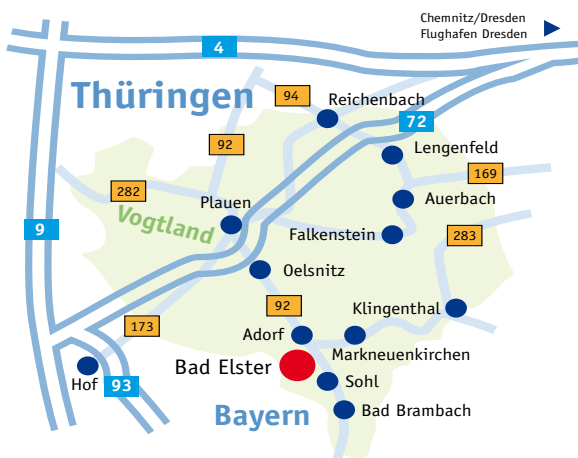 Chemnitz/Dresden
Flughafen Dresden
4
Thüringen
94
Reichenbach
72
92
Lengenfeld
169
282
Plauen
Auerbach
Vogtland
9
Falkenstein
283
Oelsnitz
92
Klingenthal
173
Adorf
Markneuenkirchen
Bad Elster
Hof
93
Sohl
Bayern
Bad Brambach